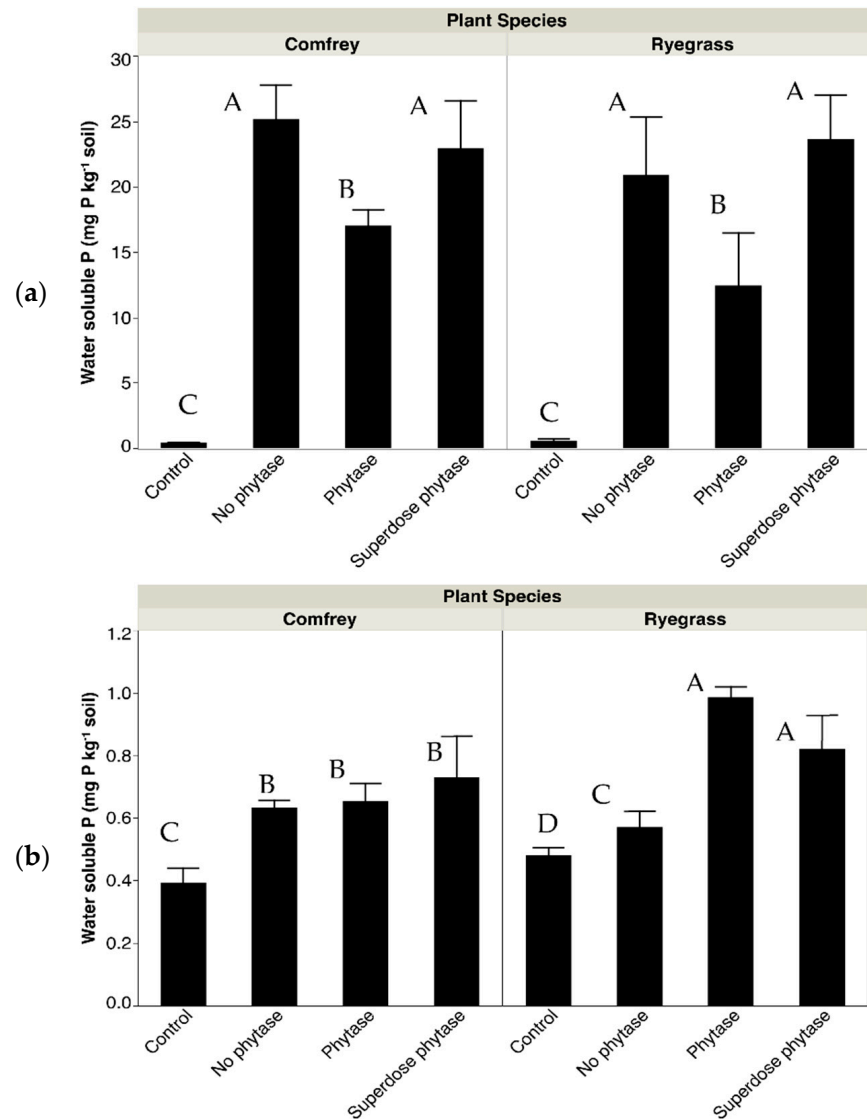 Plant Species
Comfrey Ryegrass
(a)
Water soluble P (mg P kg⁻¹ soil)
30
25
20
15
10
5
0
C A B A C A B A
Control No phytase Phytase Superdose phytase Control No phytase Phytase Superdose phytase
Plant Species
Comfrey Ryegrass
(b)
Water soluble P (mg P kg⁻¹ soil)
1.2
1.0
0.8
0.6
0.4
0.2
0.0
C B B B D C A A
Control No phytase Phytase Superdose phytase Control No phytase Phytase Superdose phytase